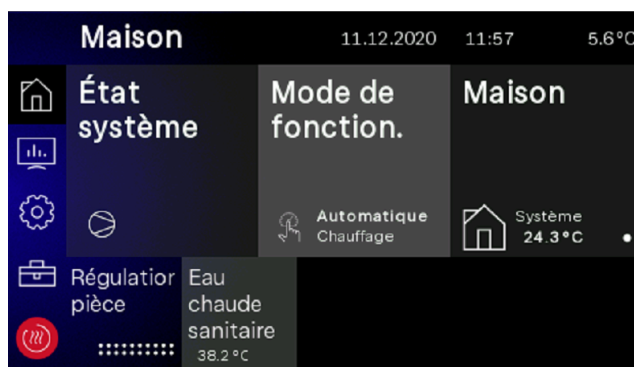 Maison 11.12.2020 11:57 5.6°C
État système
Mode de fonction.
Maison
Automatique
Chauffage
Système
24.3°C
Régulation pièce
Eau chaude sanitaire
38.2°C